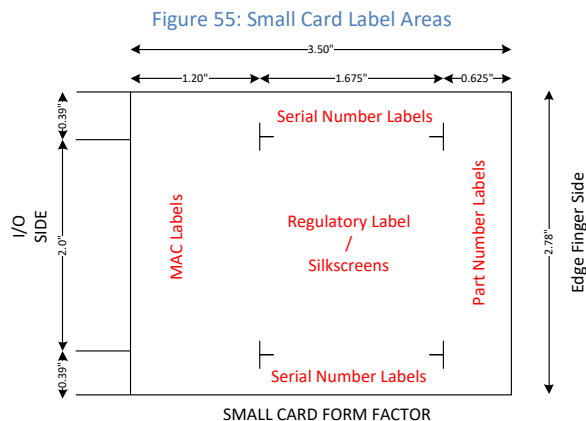 Figure 55: Small Card Label Areas
3.50"
1.20"
1.675"
0.625"
0.39"
Serial Number Labels
I/O
SIDE
2.0"
MAC Labels
Regulatory Label
/
Silkscreens
Part Number Labels
2.78"
Edge Finger Side
0.39"
Serial Number Labels
SMALL CARD FORM FACTOR